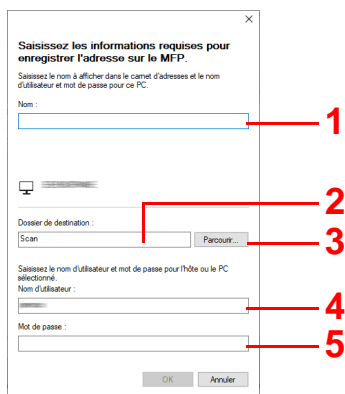 Saisissez les informations requises pour
enregistrer l'adresse sur le MFP.
Saisissez le nom à afficher dans le carnet d'adresses et le nom
d'utilisateur et mot de passe pour ce PC.
Nom :
1
2
Dossier de destination :
Scan
Parcourir...
3
Saisissez le nom d'utilisateur et mot de passe pour l'hôte ou le PC
sélectionné.
Nom d'utilisateur :
4
Mot de passe :
5
OK
Annuler